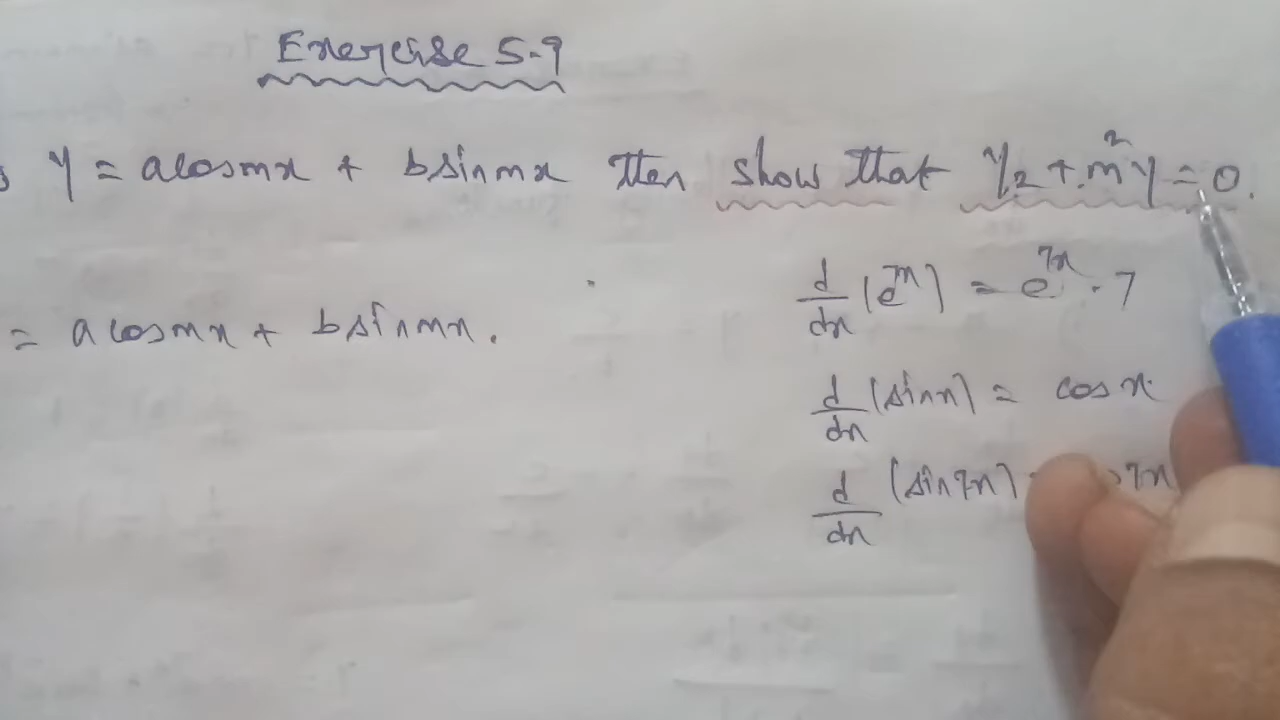 Exercise 5.9
y = acosmx + bsinmx then show that y₂ + m²y = 0.
= acosmx + bsinmx.
d/dx (e^7x) = e^7x . 7
d/dx (sinx) = cosx.
d/dx (sin7x) 7x